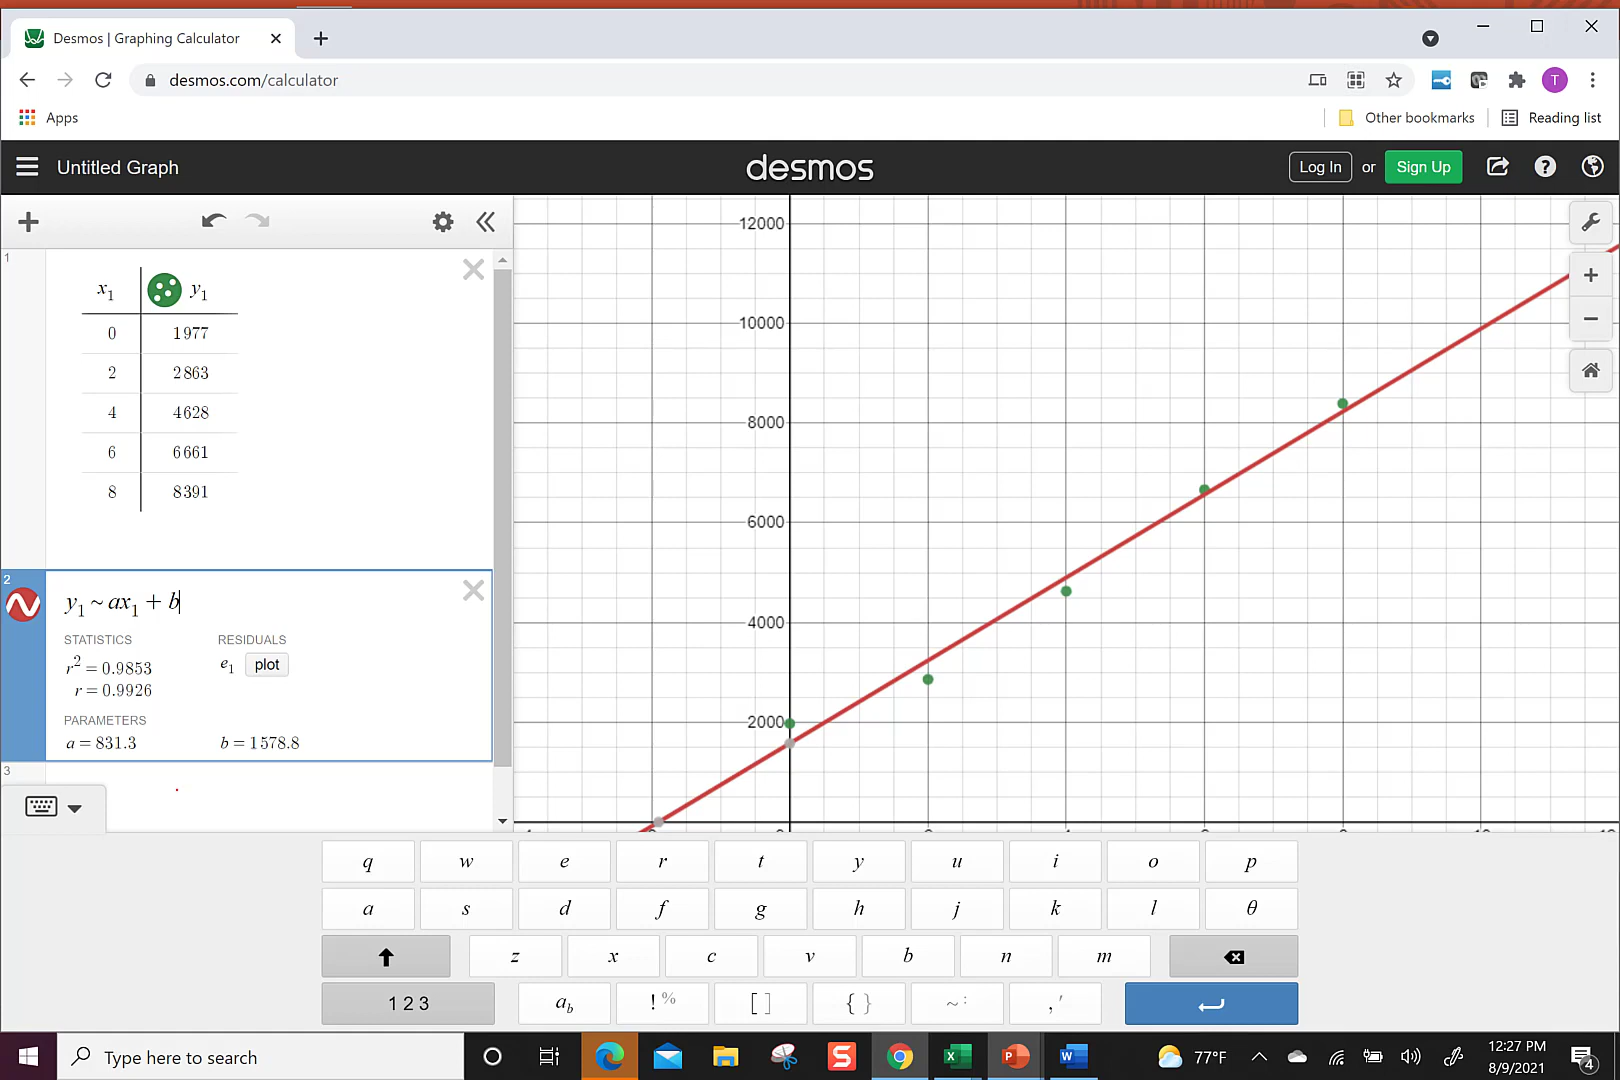 Desmos | Graphing Calculator
desmos.com/calculator
Apps
Other bookmarks
Reading list
Untitled Graph
desmos
Log In or Sign Up
1
x₁ y₁
0 1977
2 2863
4 4628
6 6661
8 8391
2
y₁ ~ ax₁ + b
STATISTICS RESIDUALS
r² = 0.9853 e₁ plot
r = 0.9926
PARAMETERS
a = 831.3 b = 1578.8
3
12000
10000
8000
6000
4000
2000
q w e r t y u i o p
a s d f g h j k l θ
z x c v b n m
1 2 3 a_b ! % [ ] { } ~ : , '
Type here to search
77°F
12:27 PM
8/9/2021
4